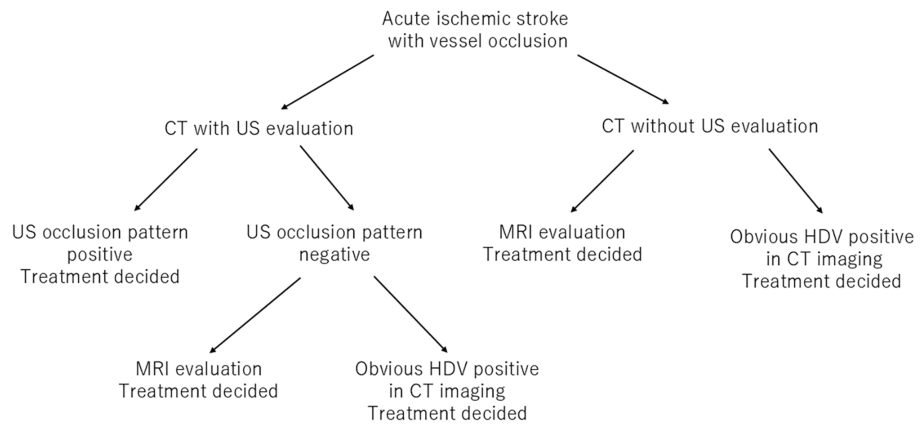 Acute ischemic stroke
with vessel occlusion
CT with US evaluation
CT without US evaluation
US occlusion pattern
positive
Treatment decided
US occlusion pattern
negative
MRI evaluation
Treatment decided
Obvious HDV positive
in CT imaging
Treatment decided
MRI evaluation
Treatment decided
Obvious HDV positive
in CT imaging
Treatment decided